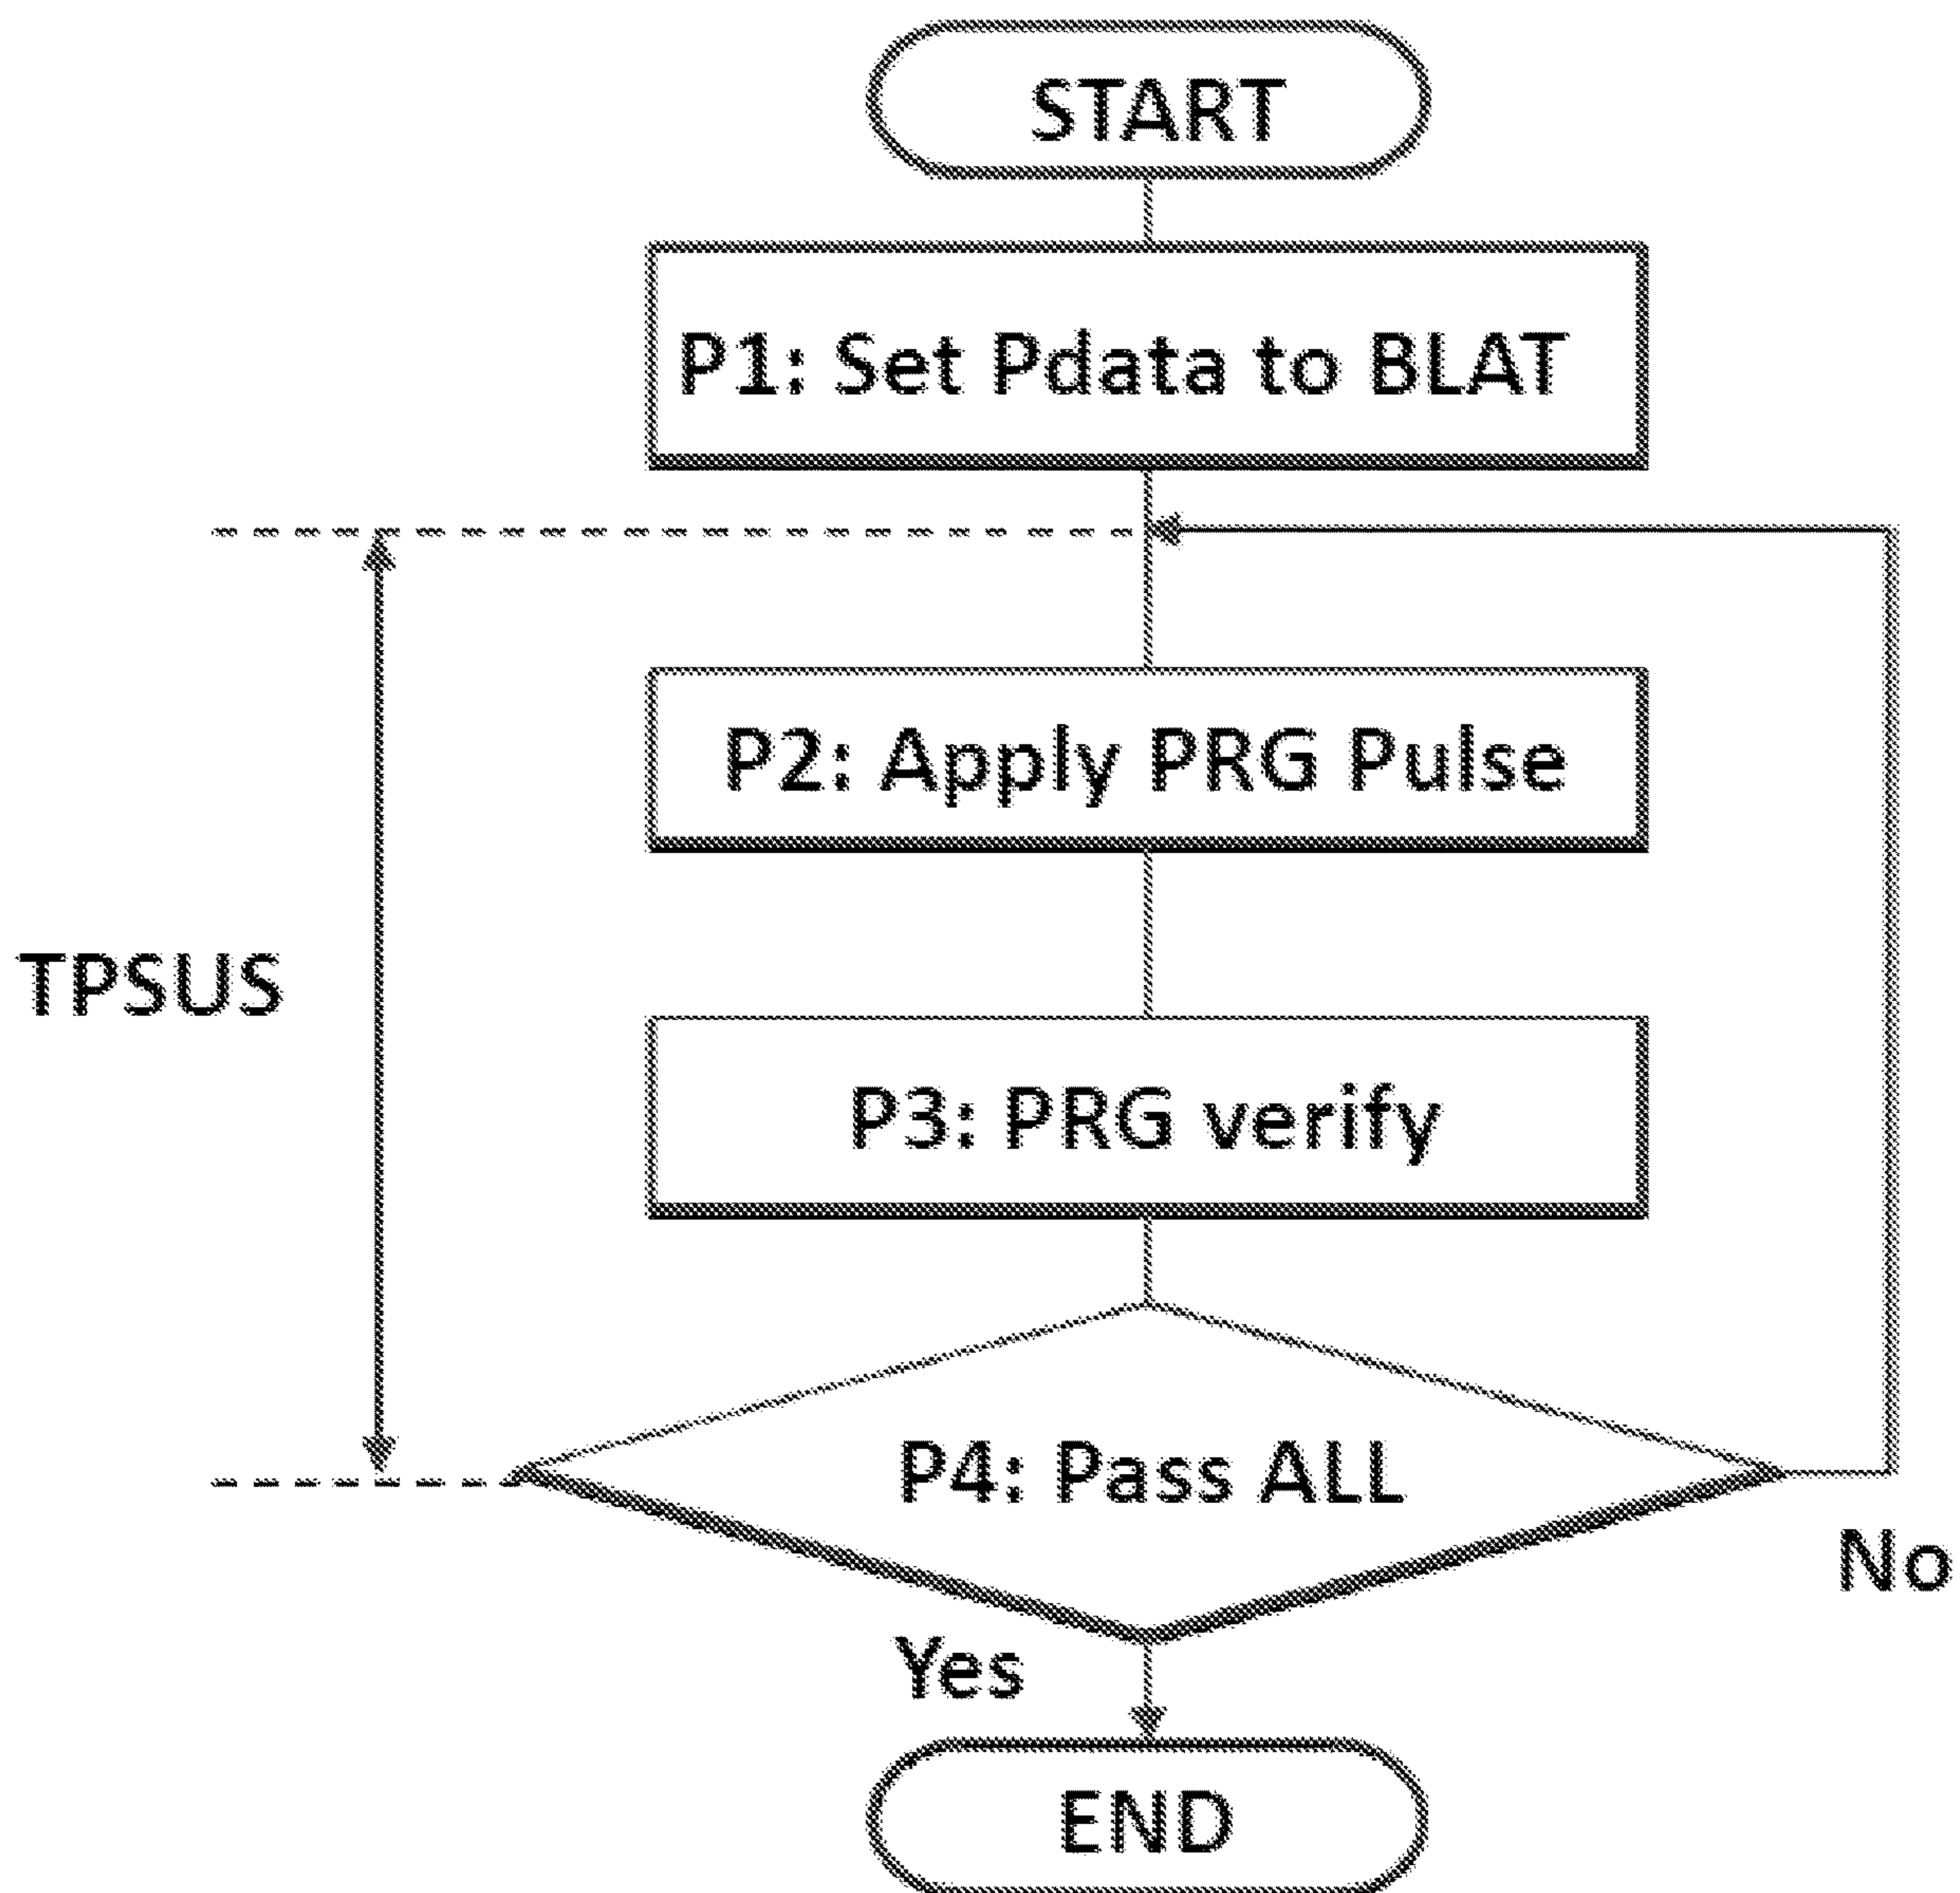 START
P1: Set Pdata to BLAT
P2: Apply PRG Pulse
TPSUS
P3: PRG verify
P4: Pass ALL
No
Yes
END